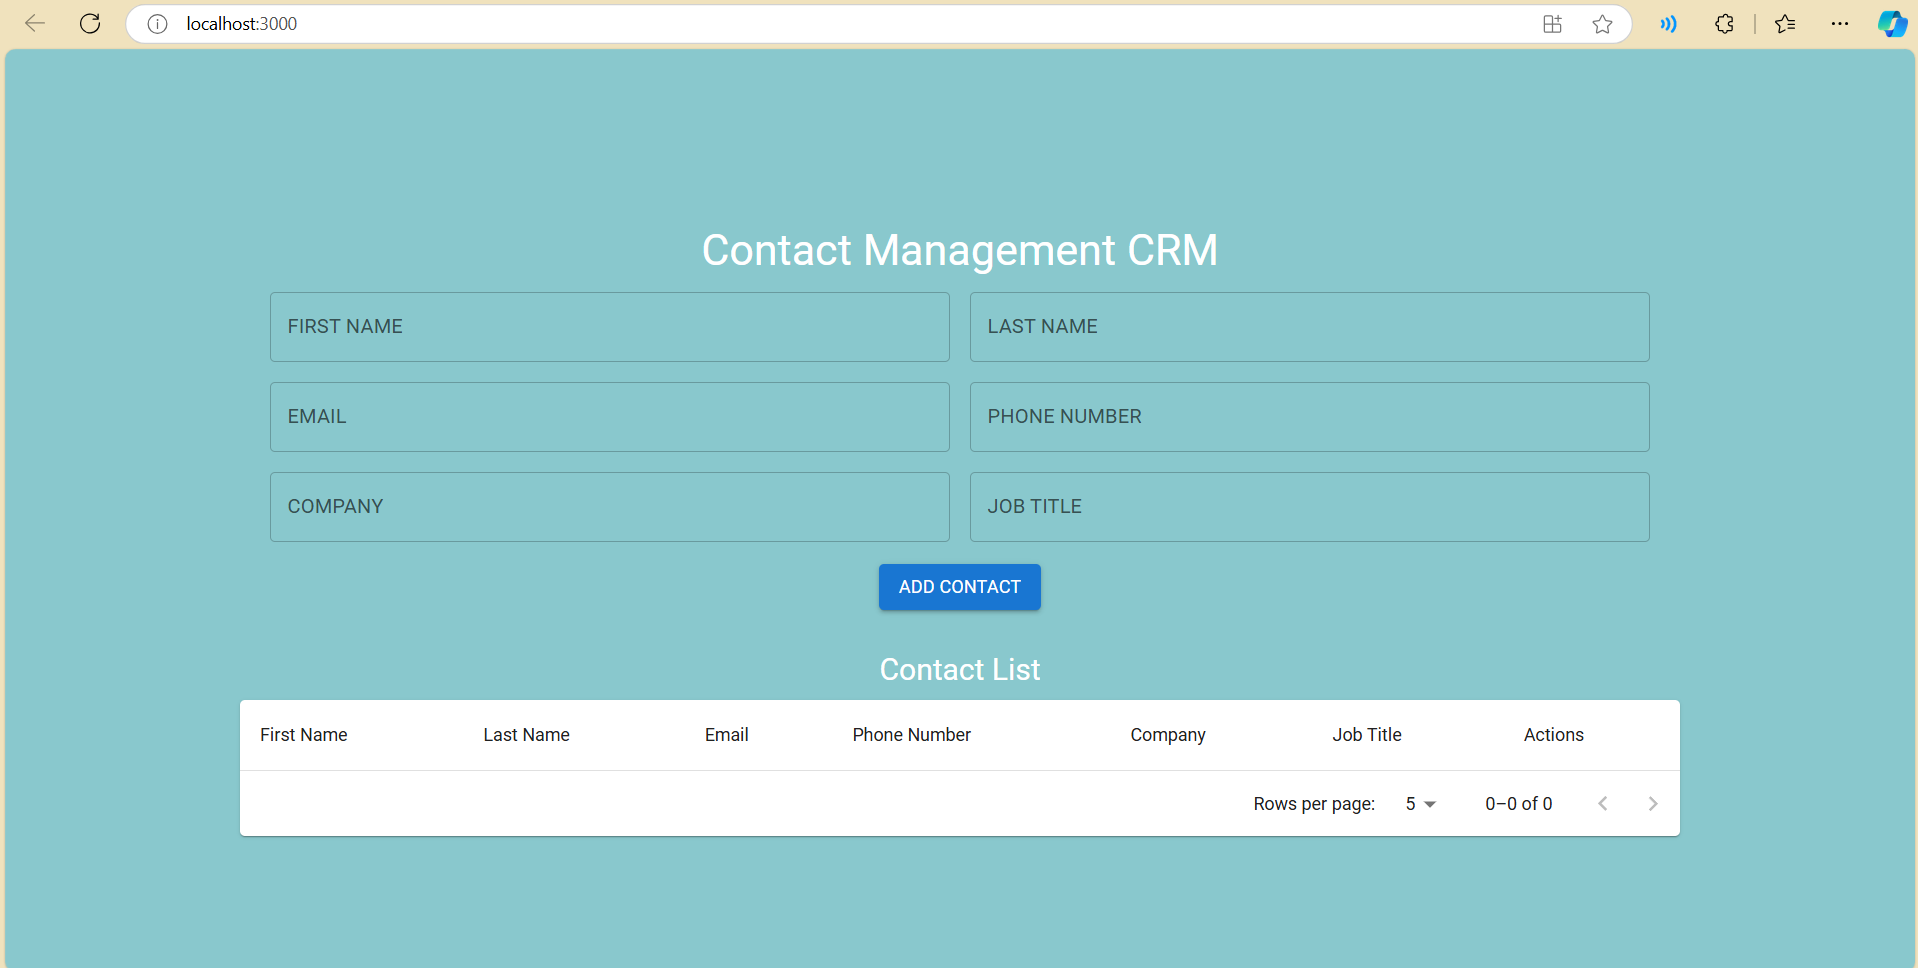 localhost:3000
Contact Management CRM
FIRST NAME LAST NAME
EMAIL PHONE NUMBER
COMPANY JOB TITLE
ADD CONTACT
Contact List
First Name Last Name Email Phone Number Company Job Title Actions
Rows per page: 5 0–0 of 0